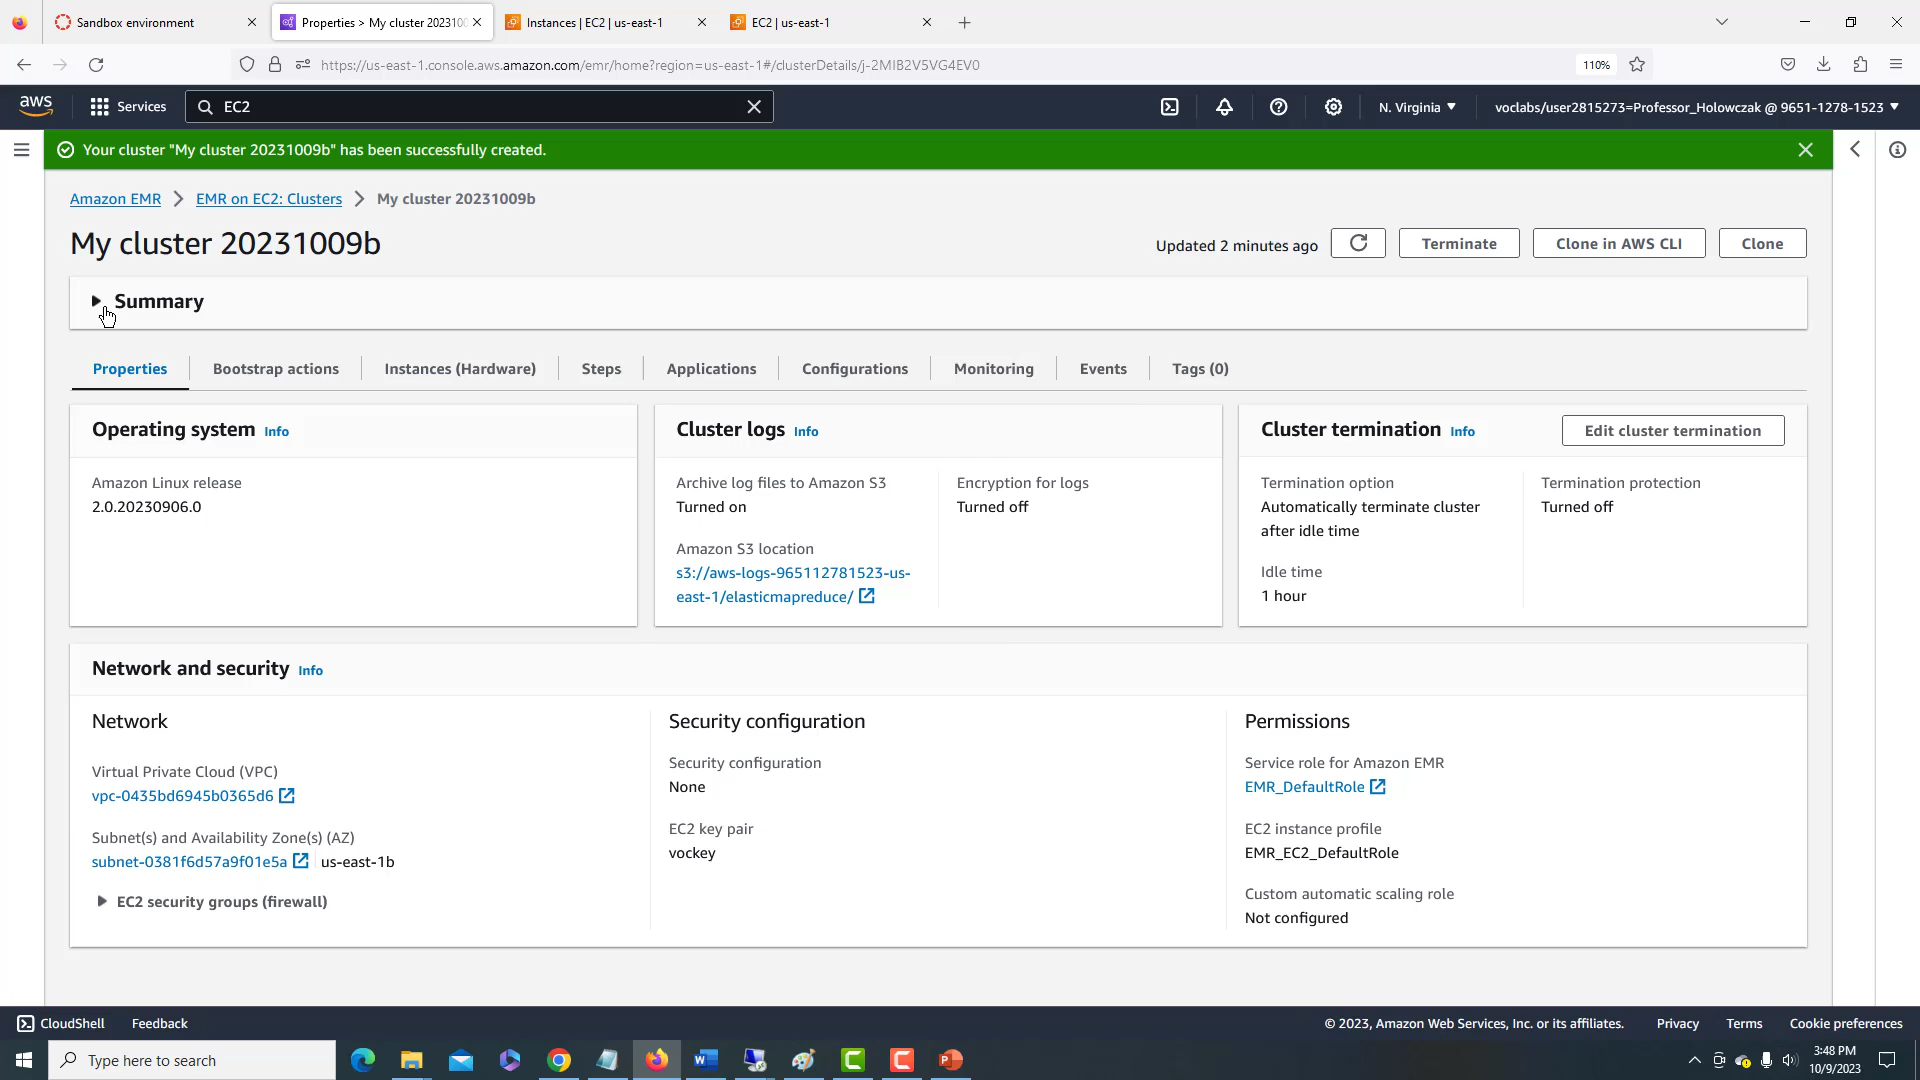 Sandbox environment
Properties > My cluster 20231009
Instances | EC2 | us-east-1
EC2 | us-east-1
https://us-east-1.console.aws.amazon.com/emr/home?region=us-east-1#/clusterDetails/j-2MIB2V5VG4EV0
110%
aws
Services
EC2
N. Virginia
voclabs/user2815273=Professor_Holowczak @ 9651-1278-1523
Your cluster "My cluster 20231009b" has been successfully created.
Amazon EMR
EMR on EC2: Clusters
My cluster 20231009b
My cluster 20231009b
Updated 2 minutes ago
Terminate
Clone in AWS CLI
Clone
Summary
Properties
Bootstrap actions
Instances (Hardware)
Steps
Applications
Configurations
Monitoring
Events
Tags (0)
Operating system Info
Amazon Linux release
2.0.20230906.0
Cluster logs Info
Archive log files to Amazon S3
Turned on
Amazon S3 location
s3://aws-logs-965112781523-us-
east-1/elasticmapreduce/
Encryption for logs
Turned off
Cluster termination Info
Edit cluster termination
Termination option
Automatically terminate cluster
after idle time
Idle time
1 hour
Termination protection
Turned off
Network and security Info
Network
Virtual Private Cloud (VPC)
vpc-0435bd6945b0365d6
Subnet(s) and Availability Zone(s) (AZ)
subnet-0381f6d57a9f01e5a us-east-1b
EC2 security groups (firewall)
Security configuration
Security configuration
None
EC2 key pair
vockey
Permissions
Service role for Amazon EMR
EMR_DefaultRole
EC2 instance profile
EMR_EC2_DefaultRole
Custom automatic scaling role
Not configured
CloudShell
Feedback
© 2023, Amazon Web Services, Inc. or its affiliates.
Privacy
Terms
Cookie preferences
Type here to search
3:48 PM
10/9/2023